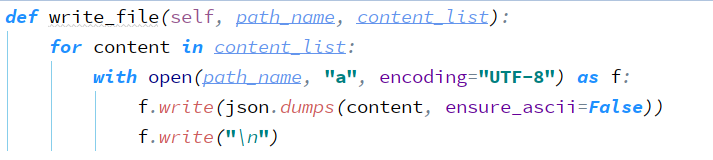 def write_file(self, path_name, content_list):
    for content in content_list:
        with open(path_name, "a", encoding="UTF-8") as f:
            f.write(json.dumps(content, ensure_ascii=False))
            f.write("\n")